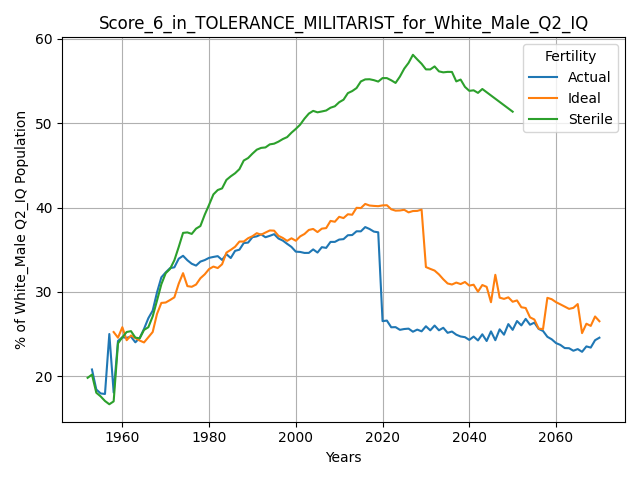 Score_6_in_TOLERANCE_MILITARIST_for_White_Male_Q2_IQ
% of White_Male Q2_IQ Population
60
50
40
30
20
Fertility
Actual
Ideal
Sterile
1960
1980
2000
2020
2040
2060
Years